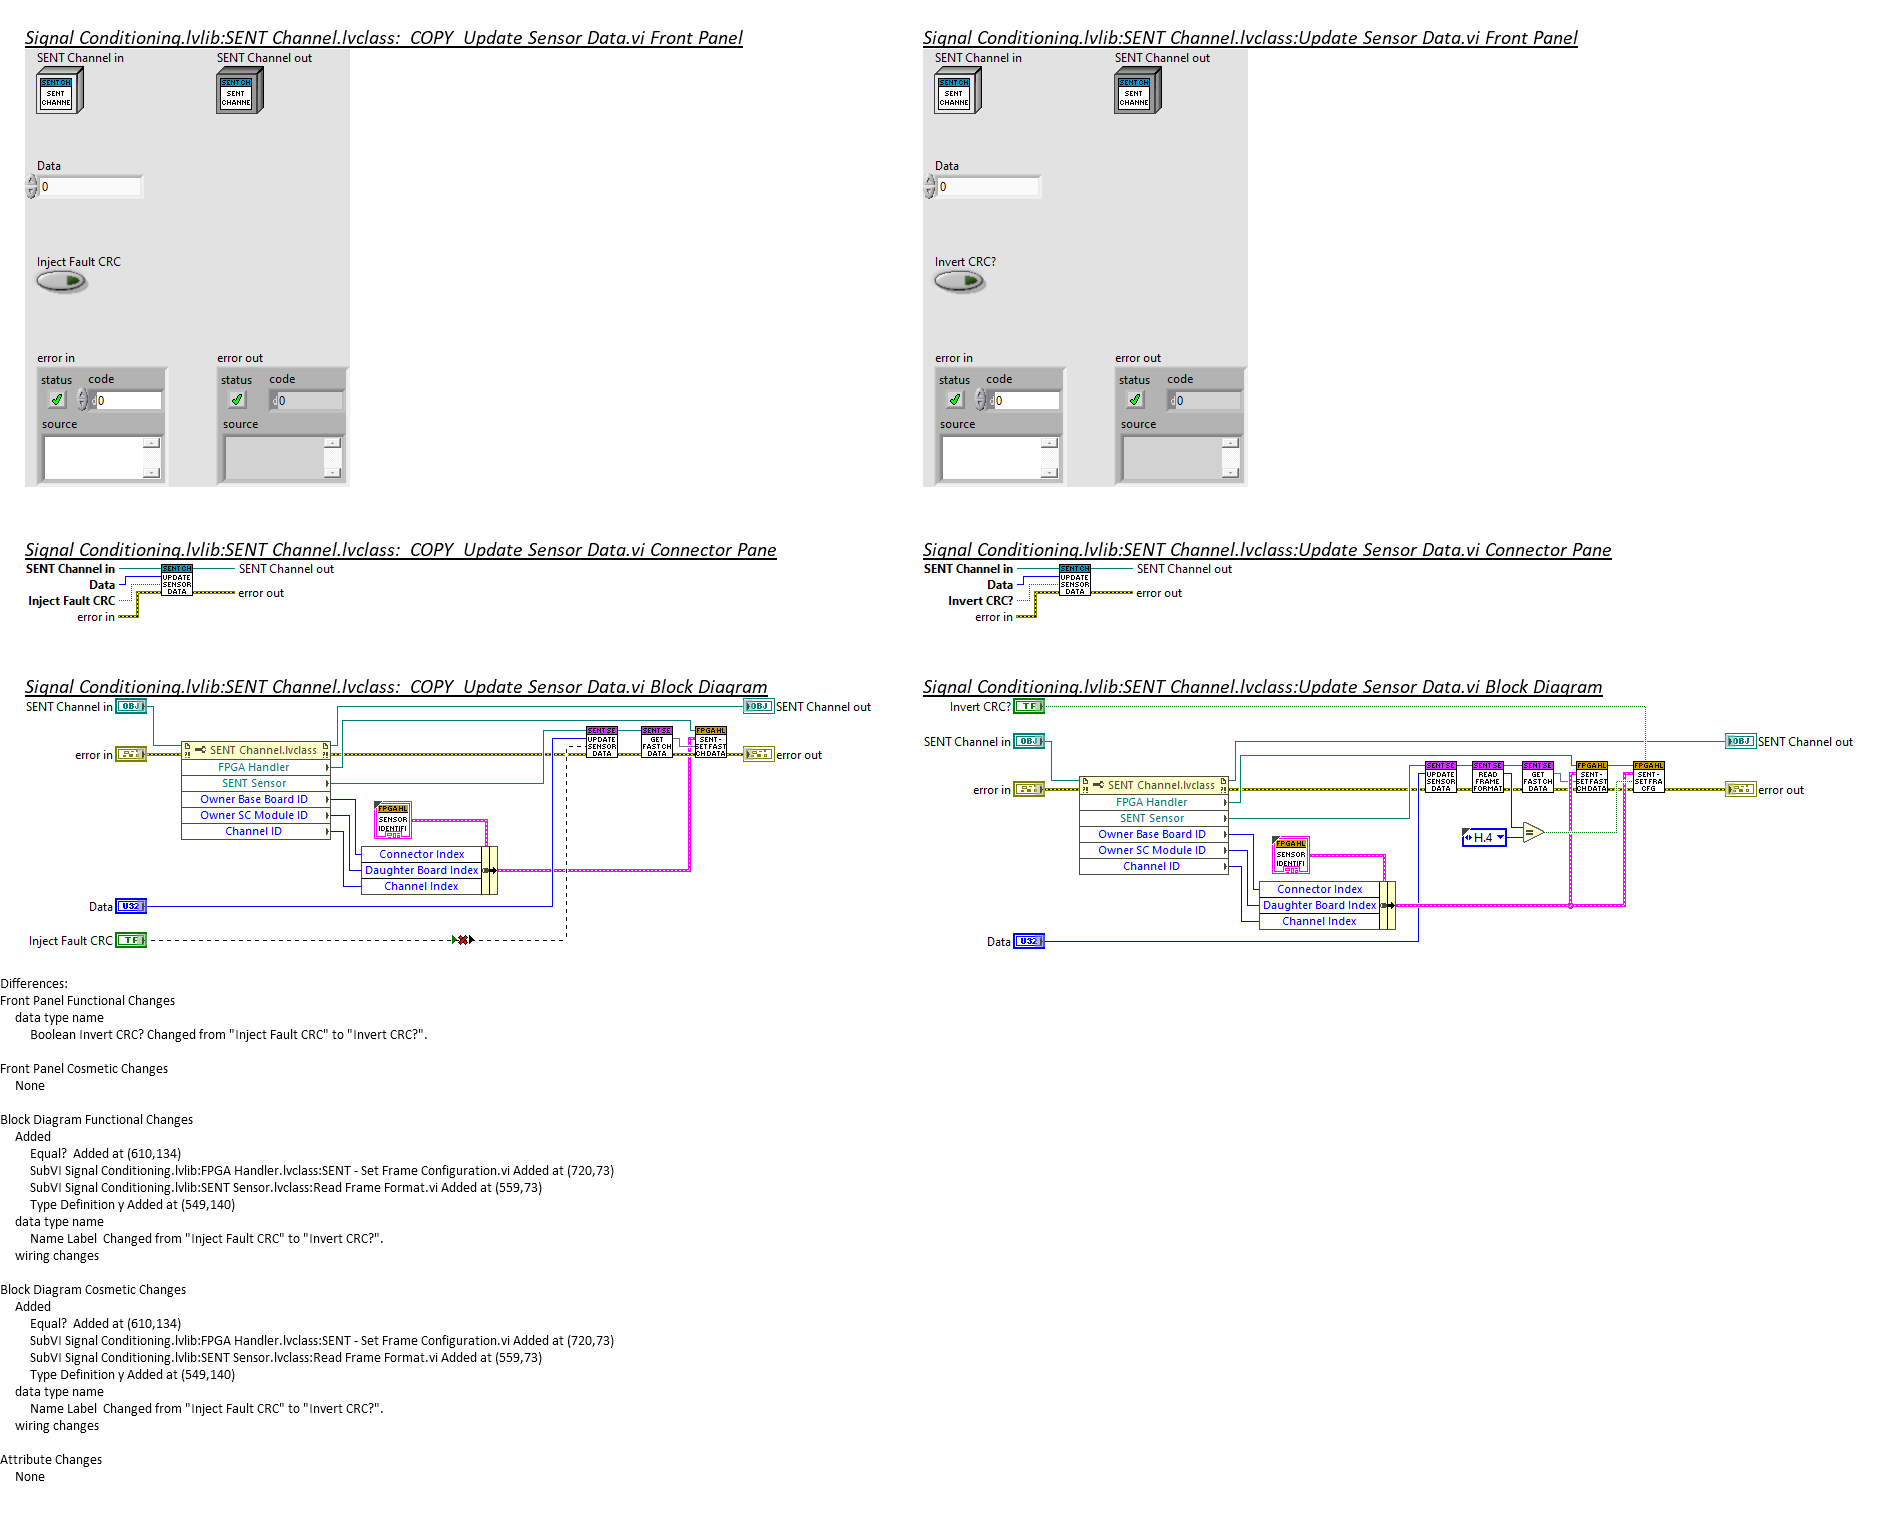 Signal Conditioning.lvlib:SENT Channel.lvclass:  COPY  Update Sensor Data.vi Front Panel
SENT Channel in
SENT Channel out
SENT CH
SENT
CHANNE
SENT CH
SENT
CHANNE
Data
0
Inject Fault CRC
error in
error out
status code
0
source
status code
0
source
Signal Conditioning.lvlib:SENT Channel.lvclass:Update Sensor Data.vi Front Panel
SENT Channel in
SENT Channel out
SENT CH
SENT
CHANNE
SENT CH
SENT
CHANNE
Data
0
Invert CRC?
error in
error out
status code
0
source
status code
0
source
Signal Conditioning.lvlib:SENT Channel.lvclass:  COPY  Update Sensor Data.vi Connector Pane
SENT Channel in
Data
Inject Fault CRC
error in
SENT CH
UPDATE
SENSOR
DATA
SENT Channel out
error out
Signal Conditioning.lvlib:SENT Channel.lvclass:Update Sensor Data.vi Connector Pane
SENT Channel in
Data
Invert CRC?
error in
SENT CH
UPDATE
SENSOR
DATA
SENT Channel out
error out
Signal Conditioning.lvlib:SENT Channel.lvclass:  COPY  Update Sensor Data.vi Block Diagram
SENT Channel in
OBJ
OBJ
SENT Channel out
error in
SENT Channel.lvclass
FPGA Handler
SENT Sensor
Owner Base Board ID
Owner SC Module ID
Channel ID
SENT SE
UPDATE
SENSOR
DATA
SENT SE
GET
FAST CH
DATA
FPGAHL
SENT-
SETFAST
CHDATA
error out
FPGAHL
SENSOR
IDENTIFI
Connector Index
Daughter Board Index
Channel Index
Data
U32
Inject Fault CRC
TF
Signal Conditioning.lvlib:SENT Channel.lvclass:Update Sensor Data.vi Block Diagram
Invert CRC?
TF
SENT Channel in
OBJ
OBJ
SENT Channel out
error in
SENT Channel.lvclass
FPGA Handler
SENT Sensor
Owner Base Board ID
Owner SC Module ID
Channel ID
SENT SE
UPDATE
SENSOR
DATA
SENT SE
READ
FRAME
FORMAT
SENT SE
GET
FAST CH
DATA
FPGAHL
SENT-
SETFAST
CHDATA
FPGAHL
SENT-
SETFRA
CFG
error out
H.4
=
FPGAHL
SENSOR
IDENTIFI
Connector Index
Daughter Board Index
Channel Index
Data
U32
Differences:
Front Panel Functional Changes
data type name
Boolean Invert CRC? Changed from "Inject Fault CRC" to "Invert CRC?".
Front Panel Cosmetic Changes
None
Block Diagram Functional Changes
Added
Equal?  Added at (610,134)
SubVI Signal Conditioning.lvlib:FPGA Handler.lvclass:SENT - Set Frame Configuration.vi Added at (720,73)
SubVI Signal Conditioning.lvlib:SENT Sensor.lvclass:Read Frame Format.vi Added at (559,73)
Type Definition y Added at (549,140)
data type name
Name Label  Changed from "Inject Fault CRC" to "Invert CRC?".
wiring changes
Block Diagram Cosmetic Changes
Added
Equal?  Added at (610,134)
SubVI Signal Conditioning.lvlib:FPGA Handler.lvclass:SENT - Set Frame Configuration.vi Added at (720,73)
SubVI Signal Conditioning.lvlib:SENT Sensor.lvclass:Read Frame Format.vi Added at (559,73)
Type Definition y Added at (549,140)
data type name
Name Label  Changed from "Inject Fault CRC" to "Invert CRC?".
wiring changes
Attribute Changes
None